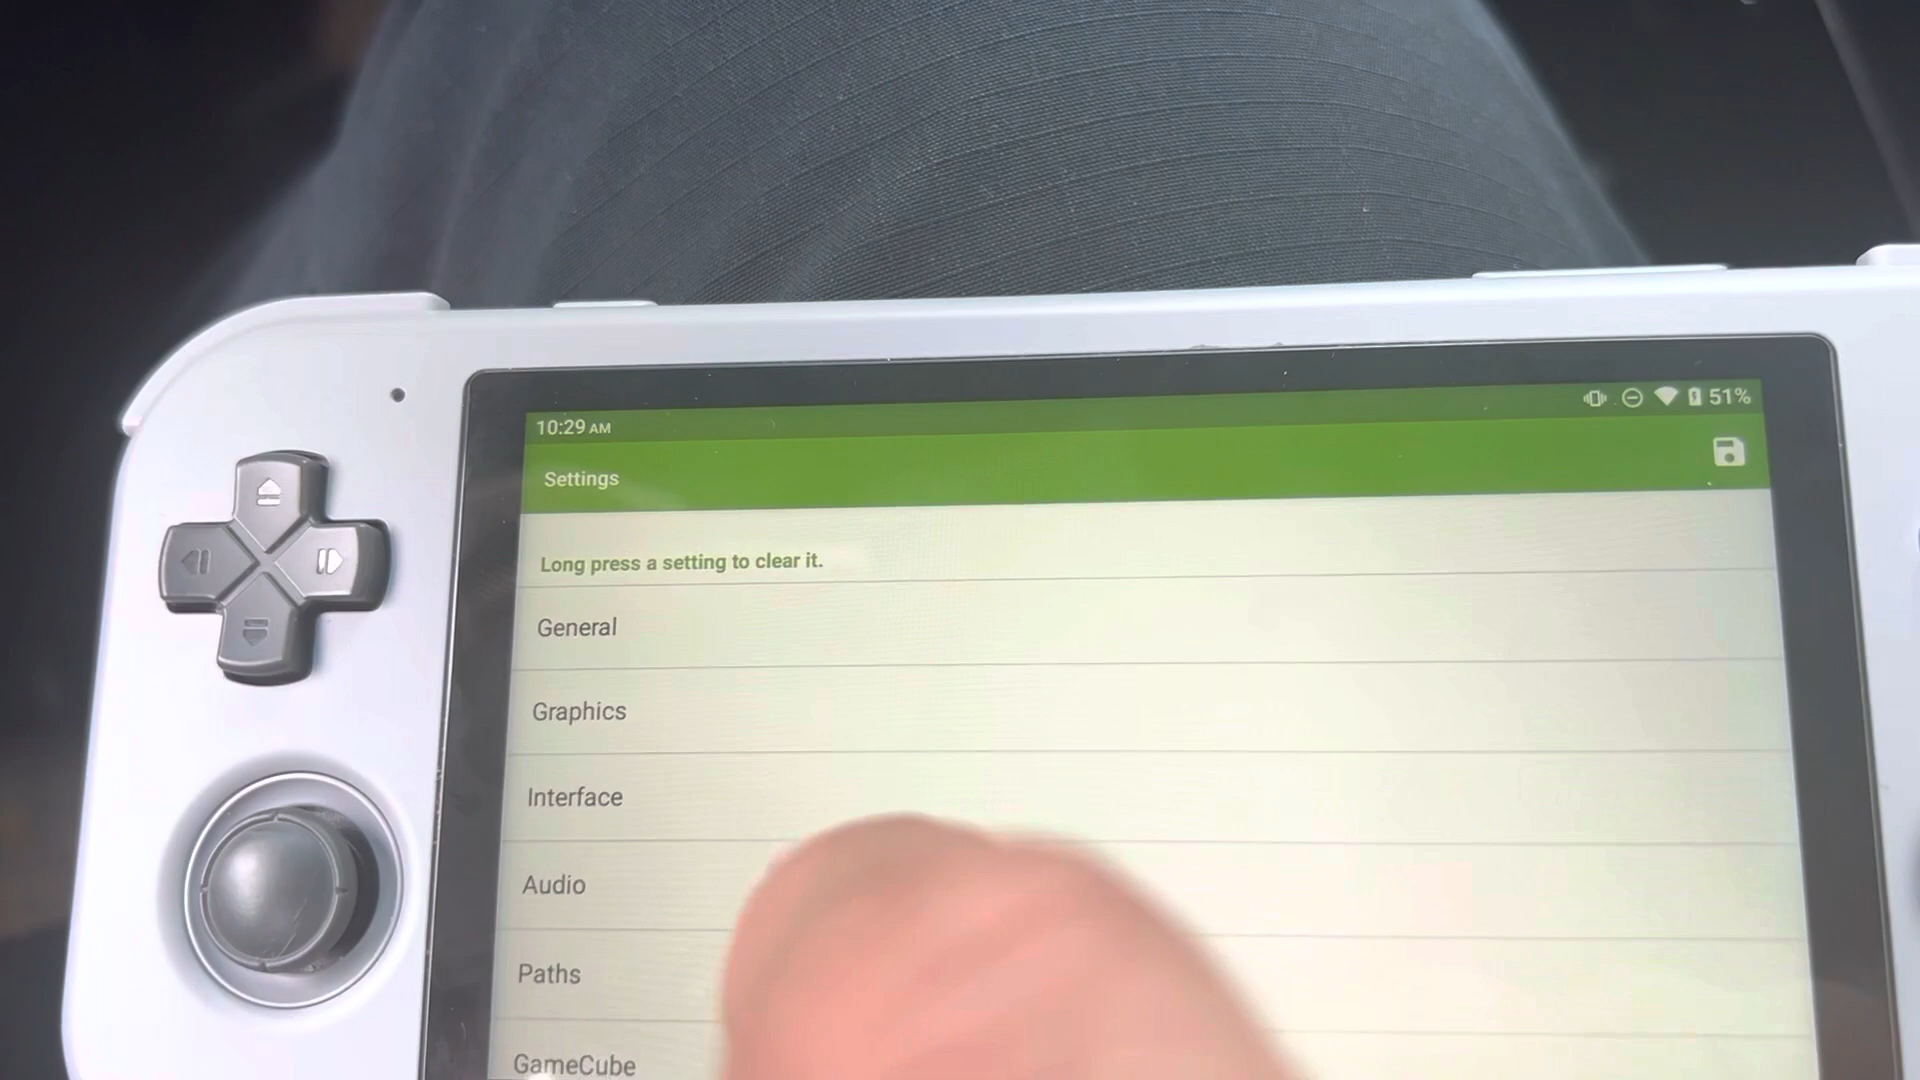 10:29 AM
51%
Settings
Long press a setting to clear it.
General
Graphics
Interface
Audio
Paths
GameCube